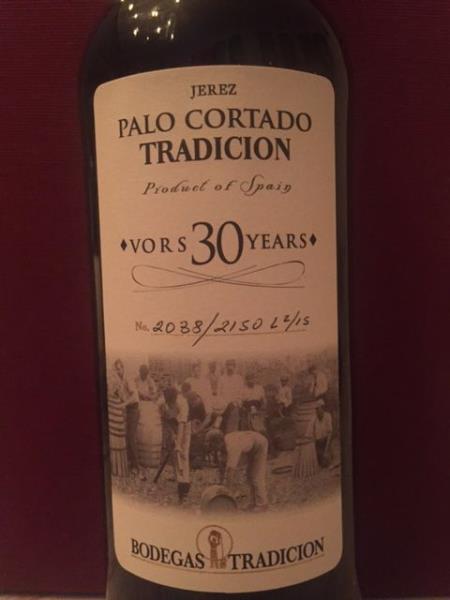 JEREZ
PALO CORTADO
TRADICION
Product of Spain
♦VORS 30 YEARS♦
No. 2038/2150 L2/15
BODEGAS TRADICION